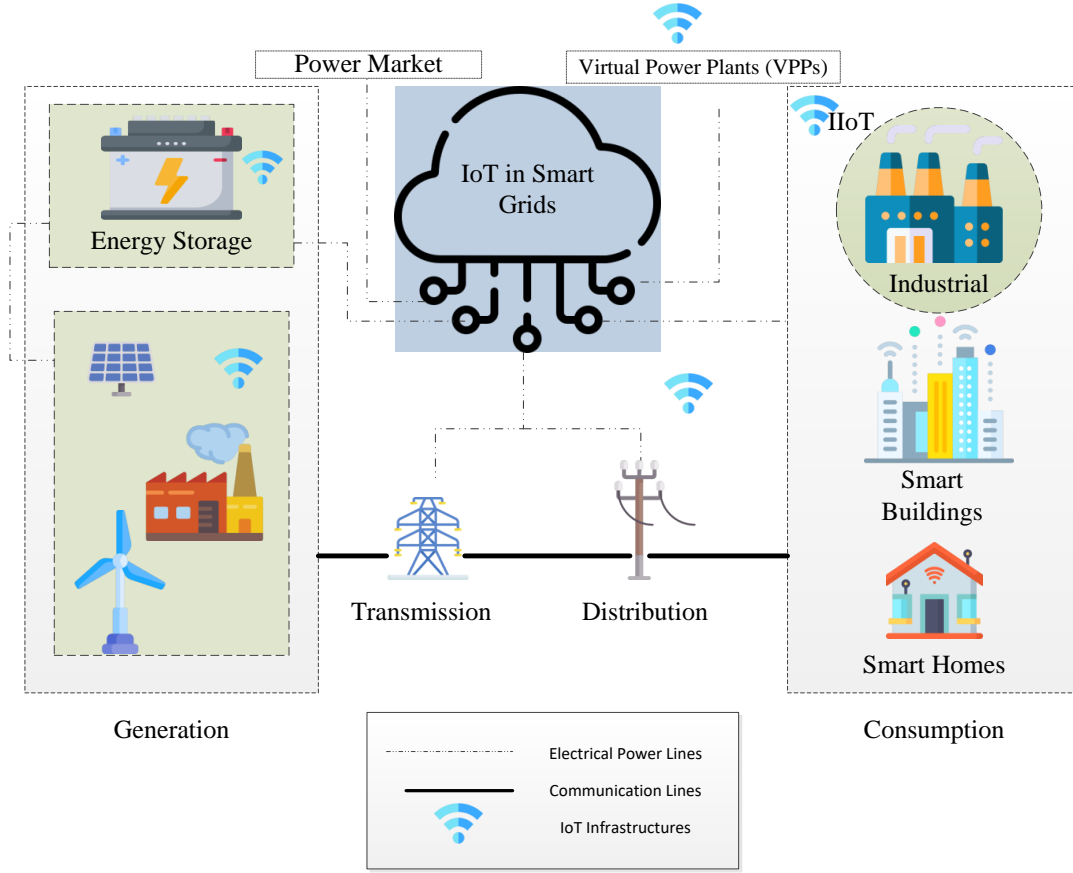 Power Market
Virtual Power Plants (VPPs)
IIoT
IoT in Smart
Grids
Energy Storage
Industrial
Smart
Buildings
Transmission
Distribution
Smart Homes
Generation
Consumption
Electrical Power Lines
Communication Lines
IoT Infrastructures